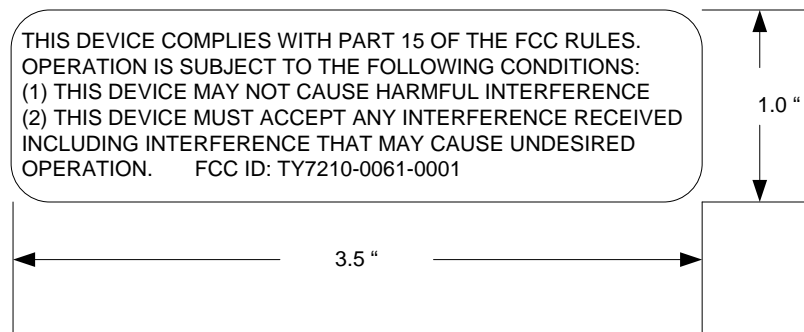 THIS DEVICE COMPLIES WITH PART 15 OF THE FCC RULES.
OPERATION IS SUBJECT TO THE FOLLOWING CONDITIONS:
(1) THIS DEVICE MAY NOT CAUSE HARMFUL INTERFERENCE
(2) THIS DEVICE MUST ACCEPT ANY INTERFERENCE RECEIVED
INCLUDING INTERFERENCE THAT MAY CAUSE UNDESIRED
OPERATION. FCC ID: TY7210-0061-0001
1.0 “
3.5 “